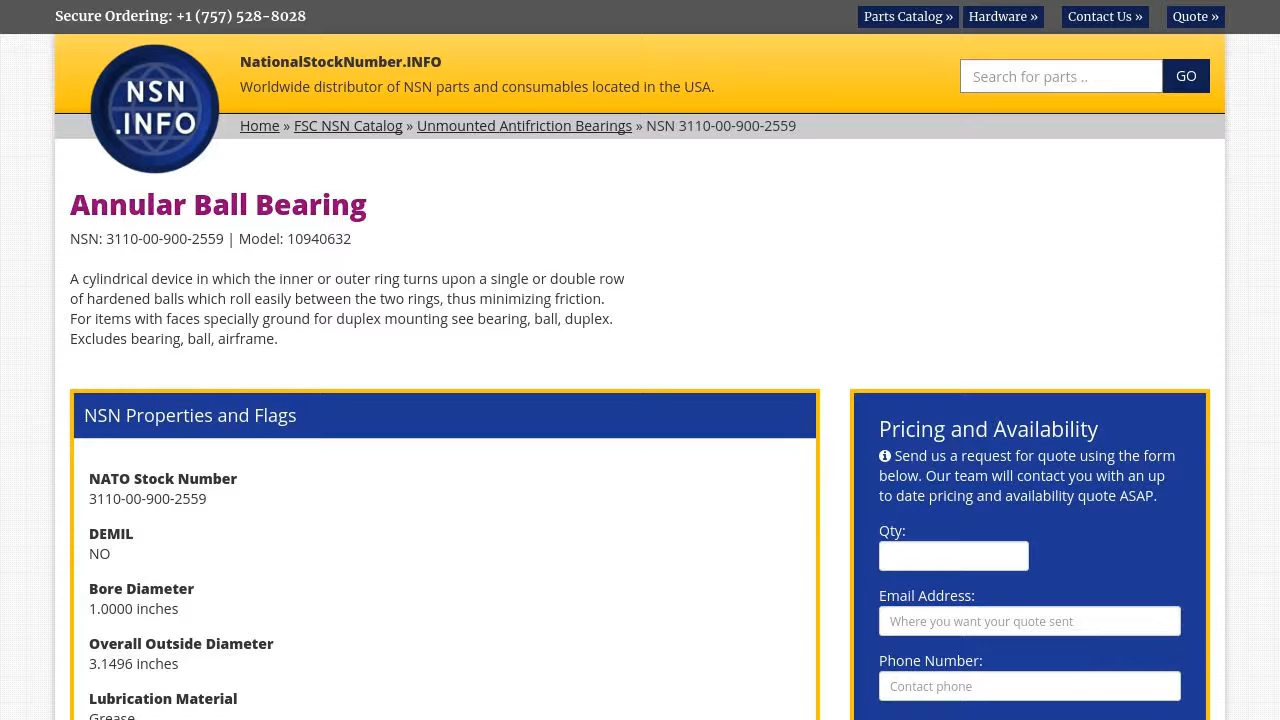 Secure Ordering: +1 (757) 528-8028
Parts Catalog »
Hardware »
Contact Us »
Quote »
NSN
.INFO
NationalStockNumber.INFO
Worldwide distributor of NSN parts and consumables located in the USA.
Search for parts ..
GO
Home » FSC NSN Catalog » Unmounted Antifriction Bearings » NSN 3110-00-900-2559
Annular Ball Bearing
NSN: 3110-00-900-2559 | Model: 10940632
A cylindrical device in which the inner or outer ring turns upon a single or double row
of hardened balls which roll easily between the two rings, thus minimizing friction.
For items with faces specially ground for duplex mounting see bearing, ball, duplex.
Excludes bearing, ball, airframe.
NSN Properties and Flags
NATO Stock Number
3110-00-900-2559
DEMIL
NO
Bore Diameter
1.0000 inches
Overall Outside Diameter
3.1496 inches
Lubrication Material
Grease
Pricing and Availability
Send us a request for quote using the form
below. Our team will contact you with an up
to date pricing and availability quote ASAP.
Qty:
Email Address:
Where you want your quote sent
Phone Number:
Contact phone